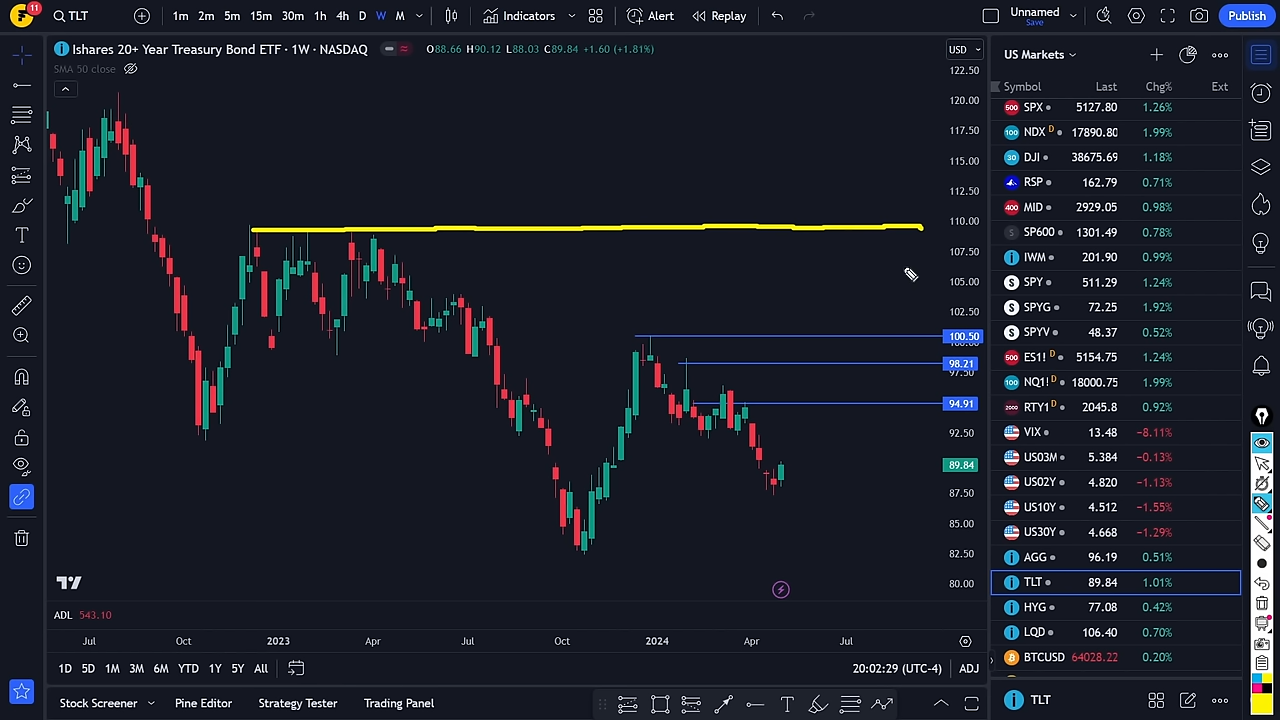 11
TLT
1m 2m 5m 15m 30m 1h 4h D W M
Indicators
Alert
Replay
Unnamed
Save
Publish
Ishares 20+ Year Treasury Bond ETF · 1W · NASDAQ
O88.66 H90.12 L88.03 C89.84 +1.60 (+1.81%)
SMA 50 close
USD
122.50
120.00
117.50
115.00
112.50
110.00
107.50
105.00
102.50
100.50
100.00
98.21
97.50
94.91
92.50
89.84
87.50
85.00
82.50
80.00
ADL 543.10
Jul Oct 2023 Apr Jul Oct 2024 Apr Jul
1D 5D 1M 3M 6M YTD 1Y 5Y All
20:02:29 (UTC-4) ADJ
Stock Screener
Pine Editor
Strategy Tester
Trading Panel
US Markets
Symbol Last Chg% Ext
500 SPX 5127.80 1.26%
100 NDX D 17890.80 1.99%
30 DJI 38675.69 1.18%
RSP 162.79 0.71%
400 MID 2929.05 0.98%
S SP600 1301.49 0.78%
IWM 201.90 0.99%
S SPY 511.29 1.24%
S SPYG 72.25 1.92%
S SPYV 48.37 0.52%
500 ES1! D 5154.75 1.24%
100 NQ1! D 18000.75 1.99%
2000 RTY1 D 2045.8 0.92%
VIX 13.48 −8.11%
US03M 5.384 −0.13%
US02Y 4.820 −1.13%
US10Y 4.512 −1.55%
US30Y 4.668 −1.29%
AGG 96.19 0.51%
TLT 89.84 1.01%
HYG 77.08 0.42%
LQD 106.40 0.70%
BTCUSD 64028.22 0.20%
TLT